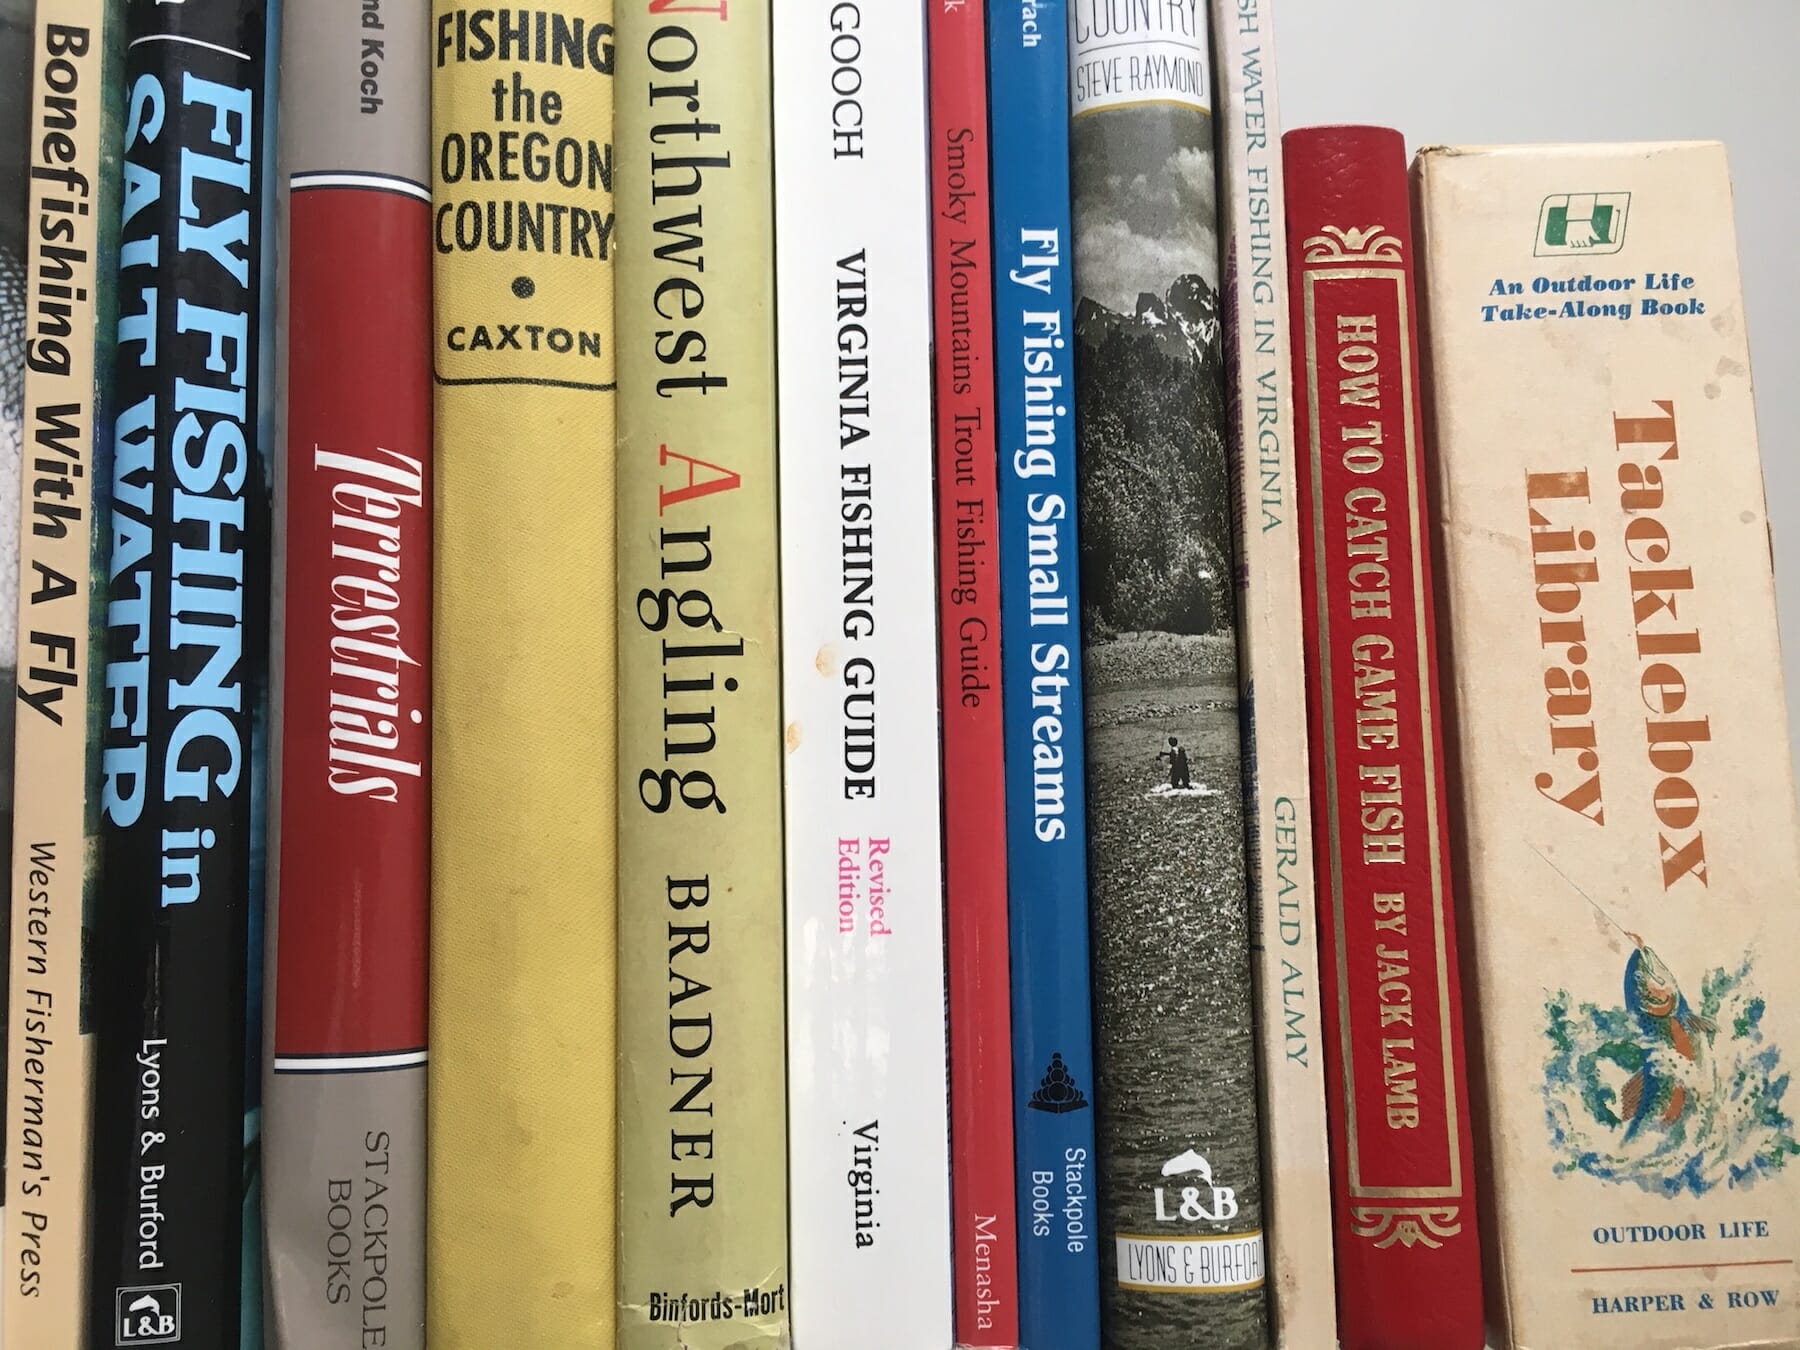 Bonefishing With A Fly
Western Fisherman's Press
FLY FISHING in
SALT WATER
Lyons & Burford
L&B
nd Koch
Terrestrials
STACKPOLE
BOOKS
FISHING
the
OREGON
COUNTRY
CAXTON
Northwest Angling BRADNER
Binfords-Mort
GOOCH
VIRGINIA FISHING GUIDE
Revised
Edition
Virginia
k
Smoky Mountains Trout Fishing Guide
Menasha
rach
Fly Fishing Small Streams
Stackpole
Books
COUNTRY
STEVE RAYMOND
L&B
LYONS & BURFOR
SH WATER FISHING IN VIRGINIA
GERALD ALMY
HOW TO CATCH GAME FISH BY JACK LAMB
An Outdoor Life
Take-Along Book
Tacklebox
Library
OUTDOOR LIFE
HARPER & ROW